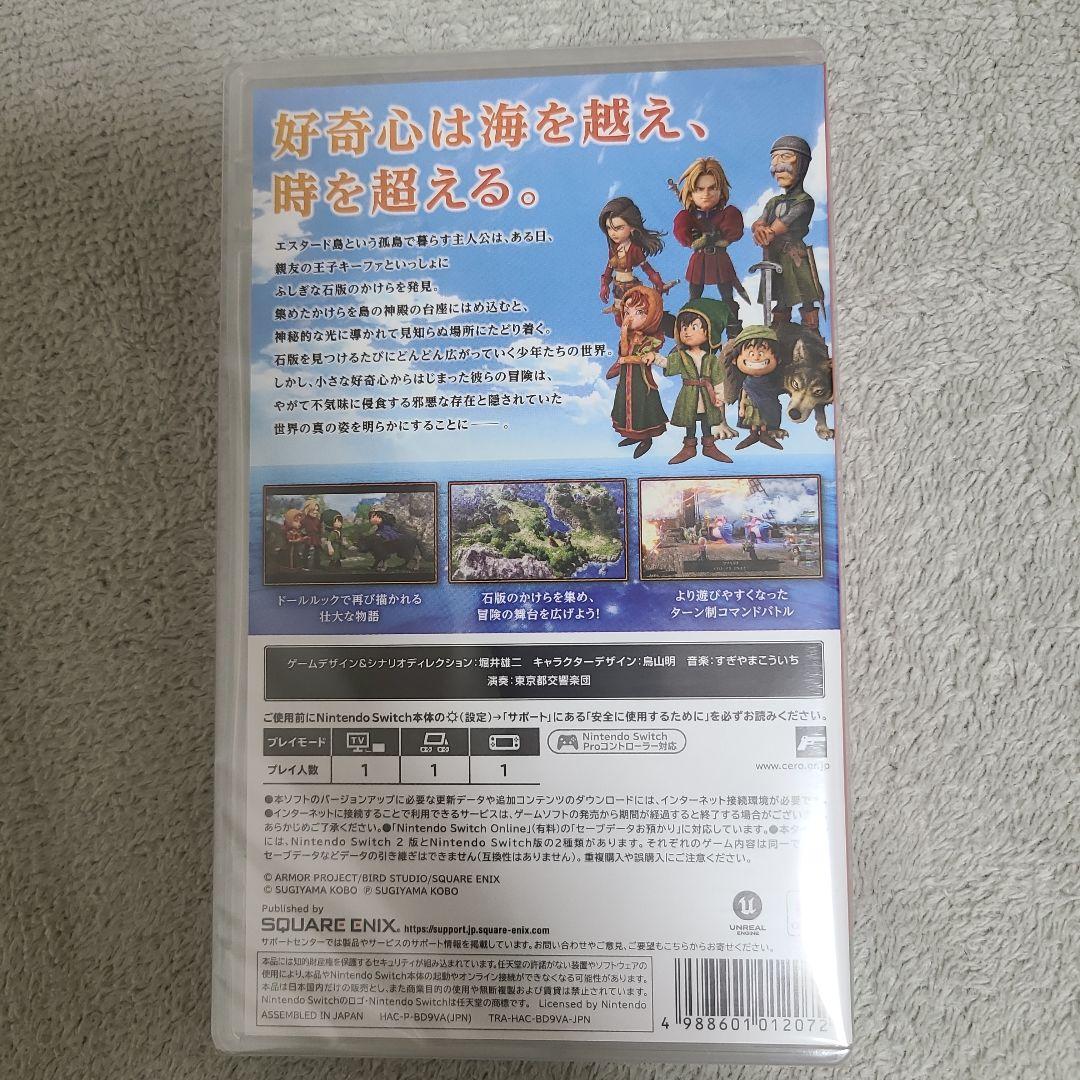 好奇心は海を越え、
時を超える。
エスタード島という孤島で暮らす主人公は、ある日、
親友の王子キーファといっしょに
ふしぎな石版のかけらを発見。
集めたかけらを島の神殿の台座にはめ込むと、
神秘的な光に導かれて見知らぬ場所にたどり着く。
石版を見つけるたびにどんどん広がっていく少年たちの世界。
しかし、小さな好奇心からはじまった彼らの冒険は、
やがて不気味に侵食する邪悪な存在と隠されていた
世界の真の姿を明らかにすることに――。
ドールルックで再び描かれる
壮大な物語
石版のかけらを集め、
冒険の舞台を広げよう!
より遊びやすくなった
ターン制コマンドバトル
ゲームデザイン&シナリオディレクション:堀井雄二 キャラクターデザイン:鳥山明 音楽:すぎやまこういち
演奏:東京都交響楽団
ご使用前にNintendo Switch本体の(設定)→「サポート」にある「安全に使用するために」を必ずお読みください。
プレイモード TV
Nintendo Switch
Proコントローラー対応
プレイ人数 1 1 1
www.cero.gr.jp
●本ソフトのバージョンアップに必要な更新データや追加コンテンツのダウンロードには、インターネット接続環境が必要で
●インターネットに接続することで利用できるサービスは、ゲームソフトの発売から期間が経過すると終了する場合がござい
あらかじめご了承ください。●「Nintendo Switch Online」(有料)の「セーブデータお預かり」に対応しています。●本タ
には、Nintendo Switch 2 版とNintendo Switch版の2種類があります。それぞれのゲーム内容は同一で
セーブデータなどデータの引き継ぎはできません(互換性はありません)。重複購入や誤購入にご注意ください。
© ARMOR PROJECT/BIRD STUDIO/SQUARE ENIX
© SUGIYAMA KOBO ℗ SUGIYAMA KOBO
Published by
SQUARE ENIX. https://support.jp.square-enix.com
UNREAL
ENGINE
サポートセンターでは製品やサービスのサポート情報を掲載しています。お問い合わせやご意見、ご要望もこちらからお寄せください。
本品には知的財産権を保護するセキュリティが組み込まれています。任天堂の許諾がない装置やソフトウェアの
使用により、本品やNintendo Switch本体の起動やオンライン接続ができなくなる可能性があります。
本品は日本国内だけの販売とし、また商業目的の使用や無断複製および賃貸は禁止されています。
Nintendo Switchのロゴ・Nintendo Switchは任天堂の商標です。 Licensed by Nintendo
ASSEMBLED IN JAPAN HAC-P-BD9VA(JPN) TRA-HAC-BD9VA-JPN
4 988601 012072